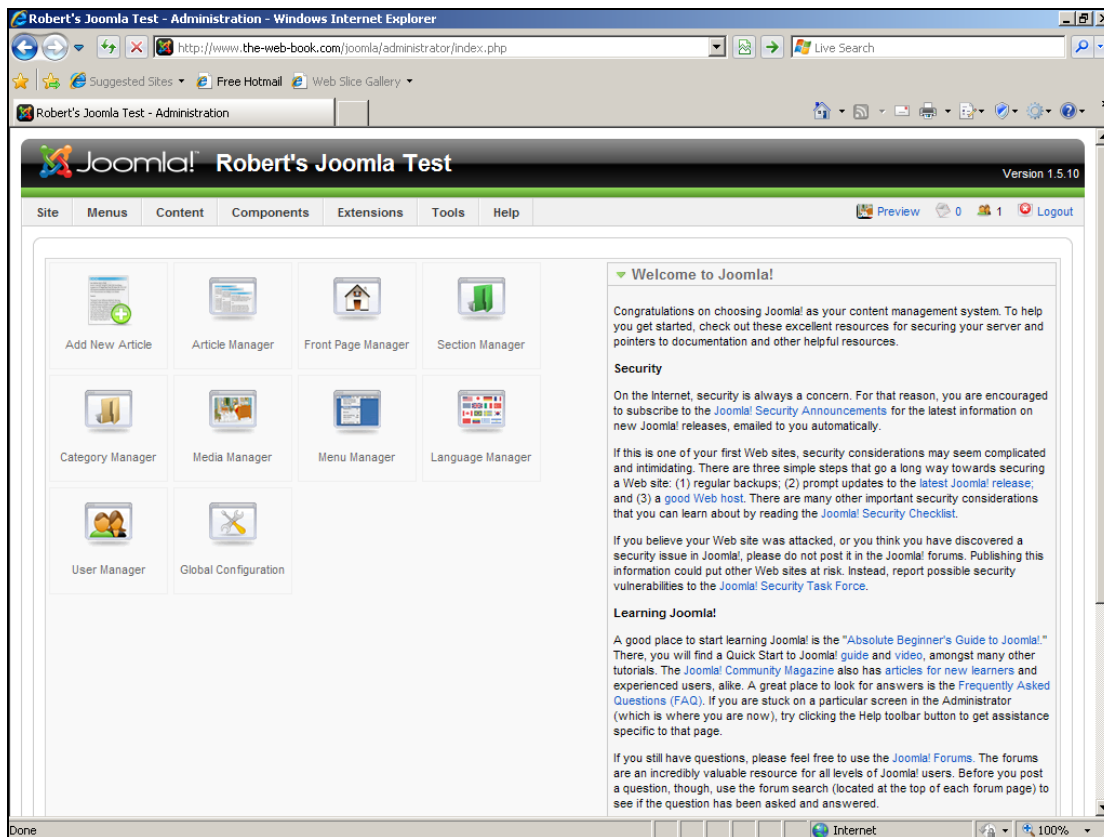 Robert's Joomla Test - Administration - Windows Internet Explorer
http://www.the-web-book.com/joomla/administrator/index.php
Live Search
Suggested Sites
Free Hotmail
Web Slice Gallery
Robert's Joomla Test - Administration
Joomla!™ Robert's Joomla Test
Version 1.5.10
Site Menus Content Components Extensions Tools Help
Preview 0 1 Logout
Add New Article
Article Manager
Front Page Manager
Section Manager
Category Manager
Media Manager
Menu Manager
Language Manager
User Manager
Global Configuration
Welcome to Joomla!
Congratulations on choosing Joomla! as your content management system. To help
you get started, check out these excellent resources for securing your server and
pointers to documentation and other helpful resources.
Security
On the Internet, security is always a concern. For that reason, you are encouraged
to subscribe to the Joomla! Security Announcements for the latest information on
new Joomla! releases, emailed to you automatically.
If this is one of your first Web sites, security considerations may seem complicated
and intimidating. There are three simple steps that go a long way towards securing
a Web site: (1) regular backups; (2) prompt updates to the latest Joomla! release;
and (3) a good Web host. There are many other important security considerations
that you can learn about by reading the Joomla! Security Checklist.
If you believe your Web site was attacked, or you think you have discovered a
security issue in Joomla!, please do not post it in the Joomla! forums. Publishing this
information could put other Web sites at risk. Instead, report possible security
vulnerabilities to the Joomla! Security Task Force.
Learning Joomla!
A good place to start learning Joomla! is the "Absolute Beginner's Guide to Joomla!."
There, you will find a Quick Start to Joomla! guide and video, amongst many other
tutorials. The Joomla! Community Magazine also has articles for new learners and
experienced users, alike. A great place to look for answers is the Frequently Asked
Questions (FAQ). If you are stuck on a particular screen in the Administrator
(which is where you are now), try clicking the Help toolbar button to get assistance
specific to that page.
If you still have questions, please feel free to use the Joomla! Forums. The forums
are an incredibly valuable resource for all levels of Joomla! users. Before you post
a question, though, use the forum search (located at the top of each forum page) to
see if the question has been asked and answered.
Done
Internet
100%